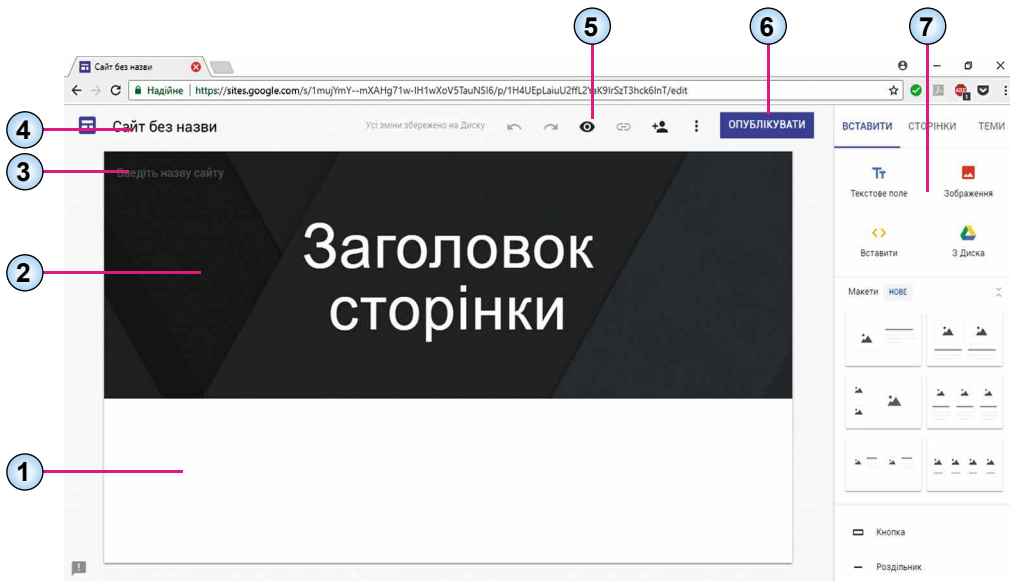 5
6
7
Сайт без назви
Надійне | https://sites.google.com/s/1mujYmY--mXAHg71w-IH1wXoV5TauNSI6/p/1H4UEpLaiuU2ffL2YaK9IrSzT3hck6InT/edit
4
Сайт без назви
Усі зміни збережено на Диску
ОПУБЛІКУВАТИ
ВСТАВИТИ СТОРІНКИ ТЕМИ
3
Введіть назву сайту
Текстове поле Зображення
Заголовок
сторінки
2
Вставити З Диска
Макети НОВЕ
1
Кнопка
Роздільник